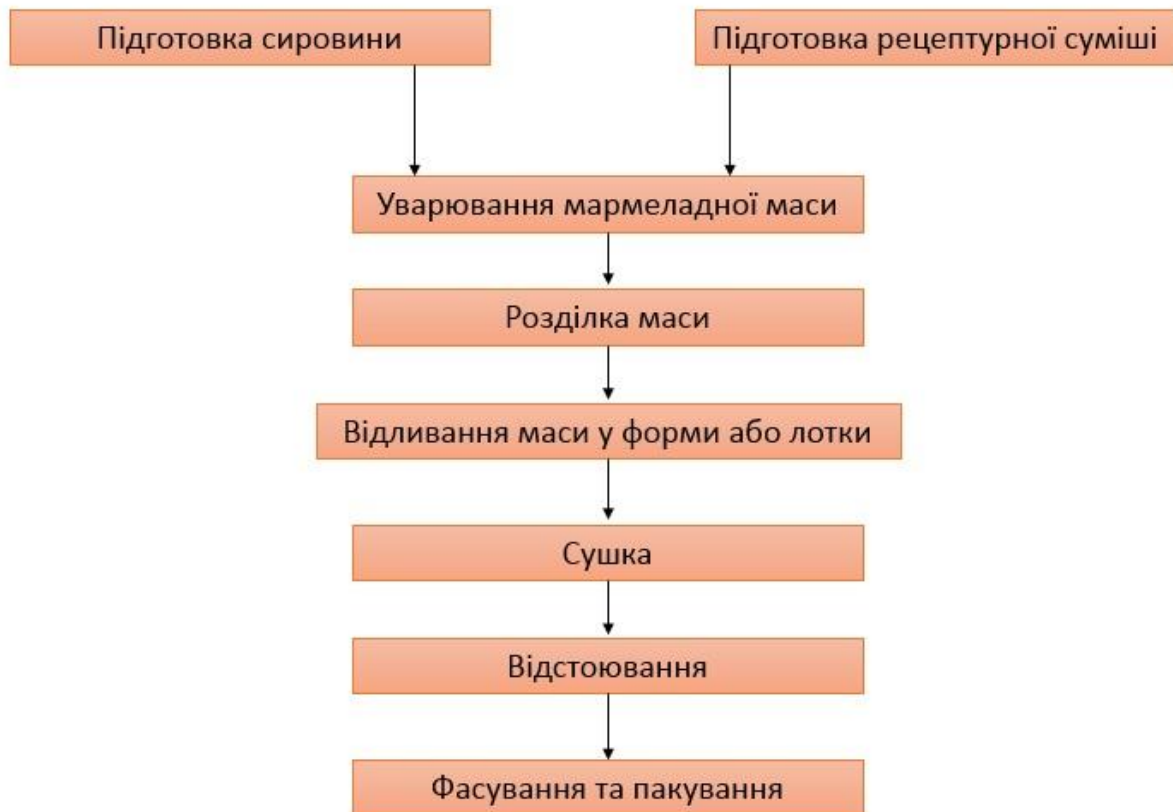 Підготовка сировини
Підготовка рецептурної суміші
Уварювання мармеладної маси
Розділка маси
Відливання маси у форми або лотки
Сушка
Відстоювання
Фасування та пакування